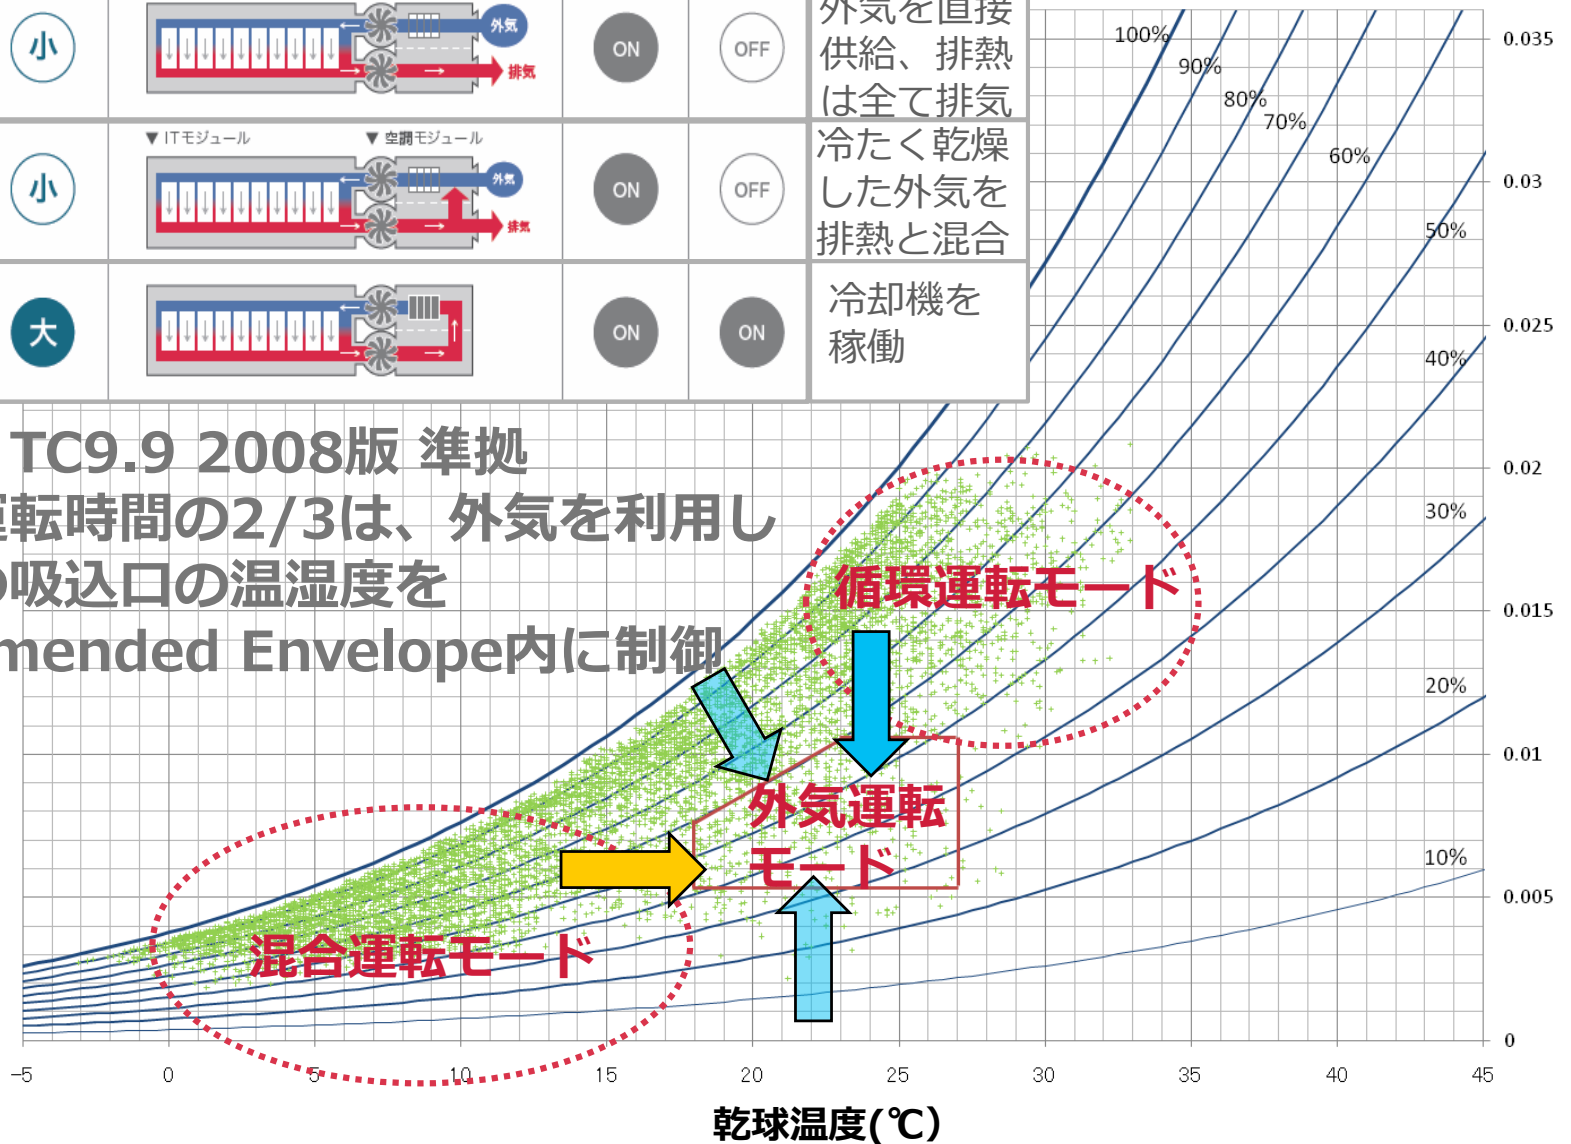 小
外気
排気
ON
OFF
外気を直接
供給、排熱
は全て排気
▼ ITモジュール
▼ 空調モジュール
小
外気
排気
ON
OFF
冷たく乾燥
した外気を
排熱と混合
大
ON
ON
冷却機を
稼働
100%
90%
80%
70%
60%
50%
40%
30%
20%
10%
0.035
0.03
0.025
0.02
0.015
0.01
0.005
0
TC9.9 2008版 準拠
運転時間の2/3は、外気を利用し
の吸込口の温湿度を
mended Envelope内に制御
循環運転モード
外気運転
モード
混合運転モード
-5
0
5
10
15
20
25
30
35
40
45
乾球温度(℃)